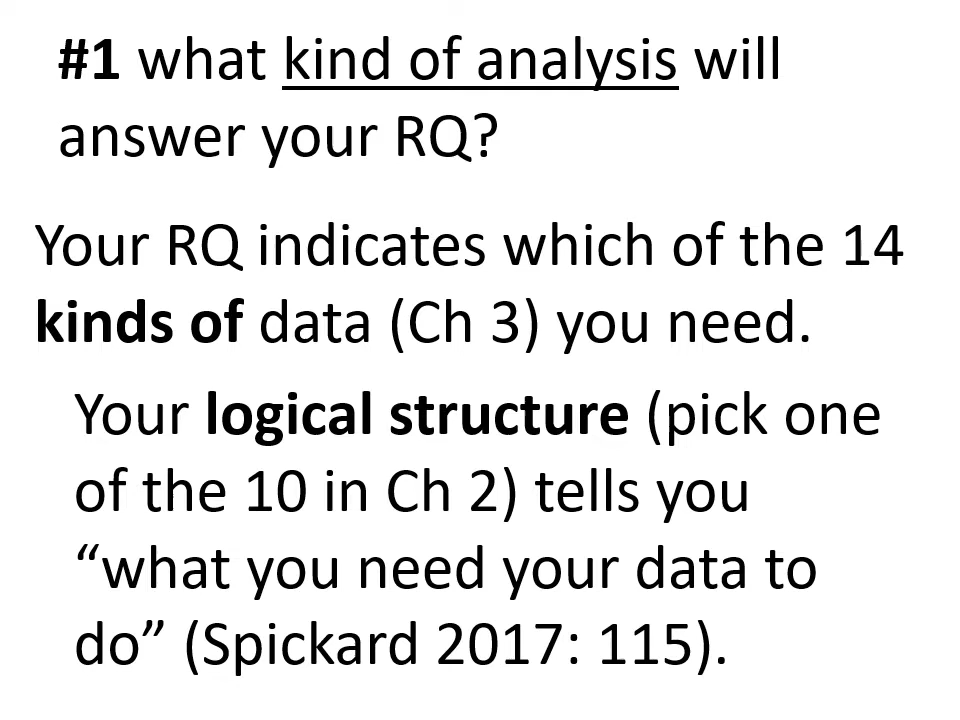 #1 what kind of analysis will
answer your RQ?
Your RQ indicates which of the 14
kinds of data (Ch 3) you need.
Your logical structure (pick one
of the 10 in Ch 2) tells you
“what you need your data to
do” (Spickard 2017: 115).